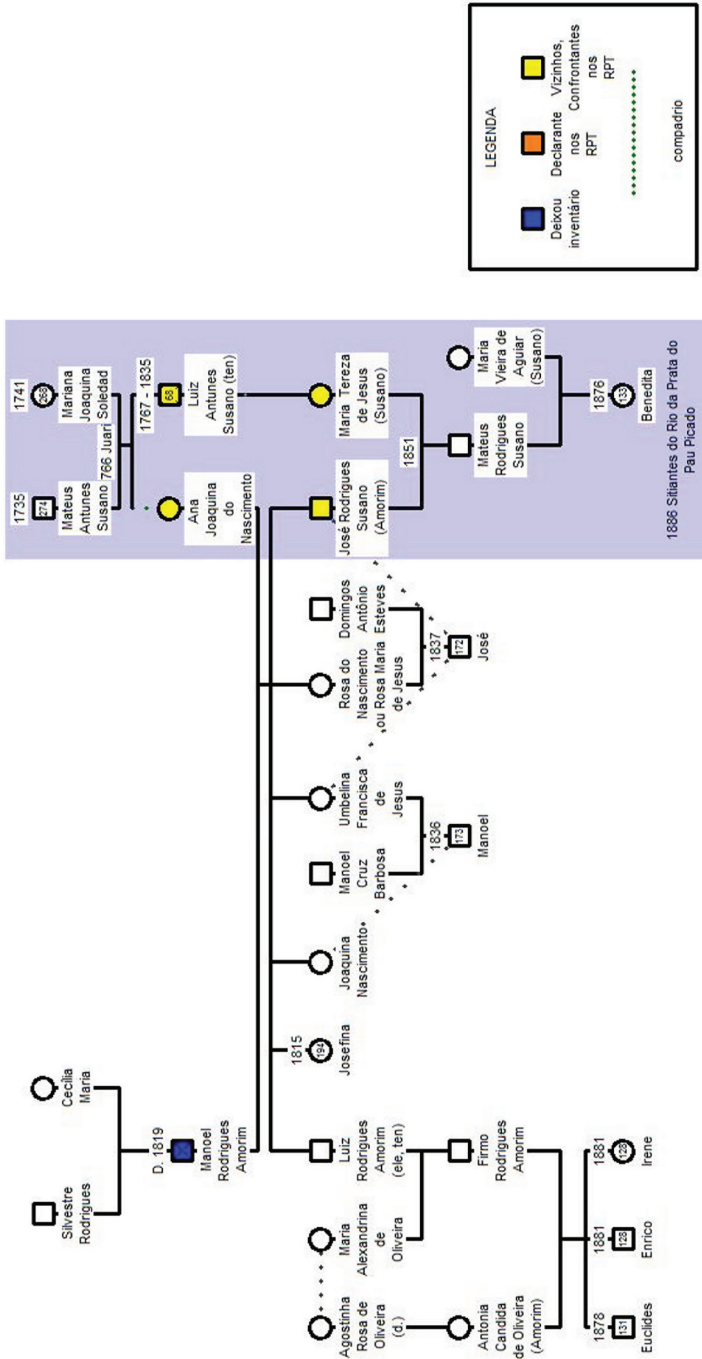 1735
274
Mateus
Antunes
Susano
1741
268
Mariana
Joaquina
Soledad
766 Juari
1767 - 1835
68
Luiz
Antunes
Susano (ten)
Ana
Joaquina
do
Nascimento
Silvestre
Rodrigues
Cecília
Maria
D. 1819
Manoel
Rodrigues
Amorim
Agostinha
Rosa de
Oliveira
(d.)
Maria
Alexandrina
de
Oliveira
Luiz
Rodrigues
Amorim
(ele, ten)
1815
194
Josefina
Joaquina
Nascimento
Manoel
Cruz
Barbosa
Umbelina
Francisca
de
Jesus
Rosa do
Nascimento
ou Rosa Maria
de Jesus
Domingos
Antônio
Esteves
José Rodrigues
Susano
(Amorim)
Maria Tereza
de Jesus
(Susano)
Antonia
Candida
de Oliveira
(Amorim)
Firmo
Rodrigues
Amorim
1836
173
Manoel
1837
172
José
1851
Mateus
Rodrigues
Susano
Maria
Vieira de
Aguiar
(Susano)
1878
131
Euclides
1881
128
Enrico
1881
128
Irene
1876
133
Benedita
1886 Sitiantes do Rio da Prata do
Pau Picado
LEGENDA
Deixou
inventário
Declarante
nos
RPT
Vizinhos,
Confrontantes
nos
RPT
compadrio